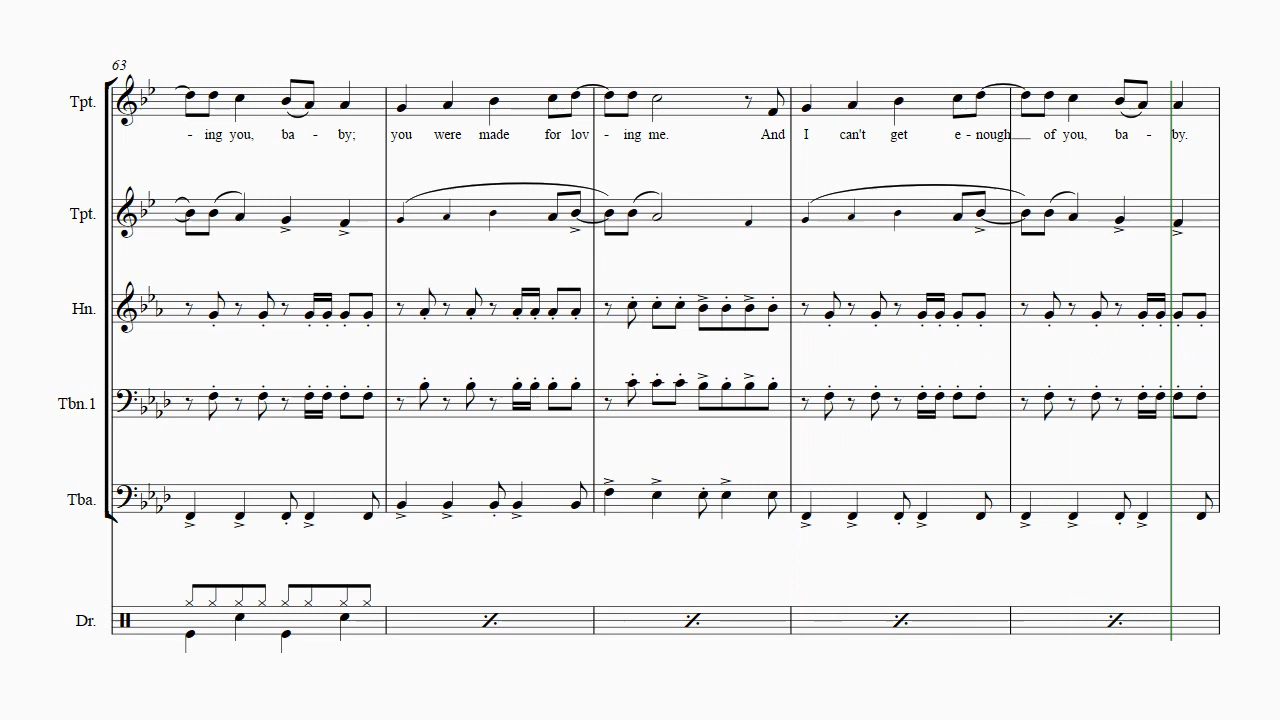 63
Tpt.
- ing you, ba - by; you were made for lov - ing me. And I can't get e - nough___ of you, ba - by.
Tpt.
Hn.
Tbn.1
Tba.
Dr.